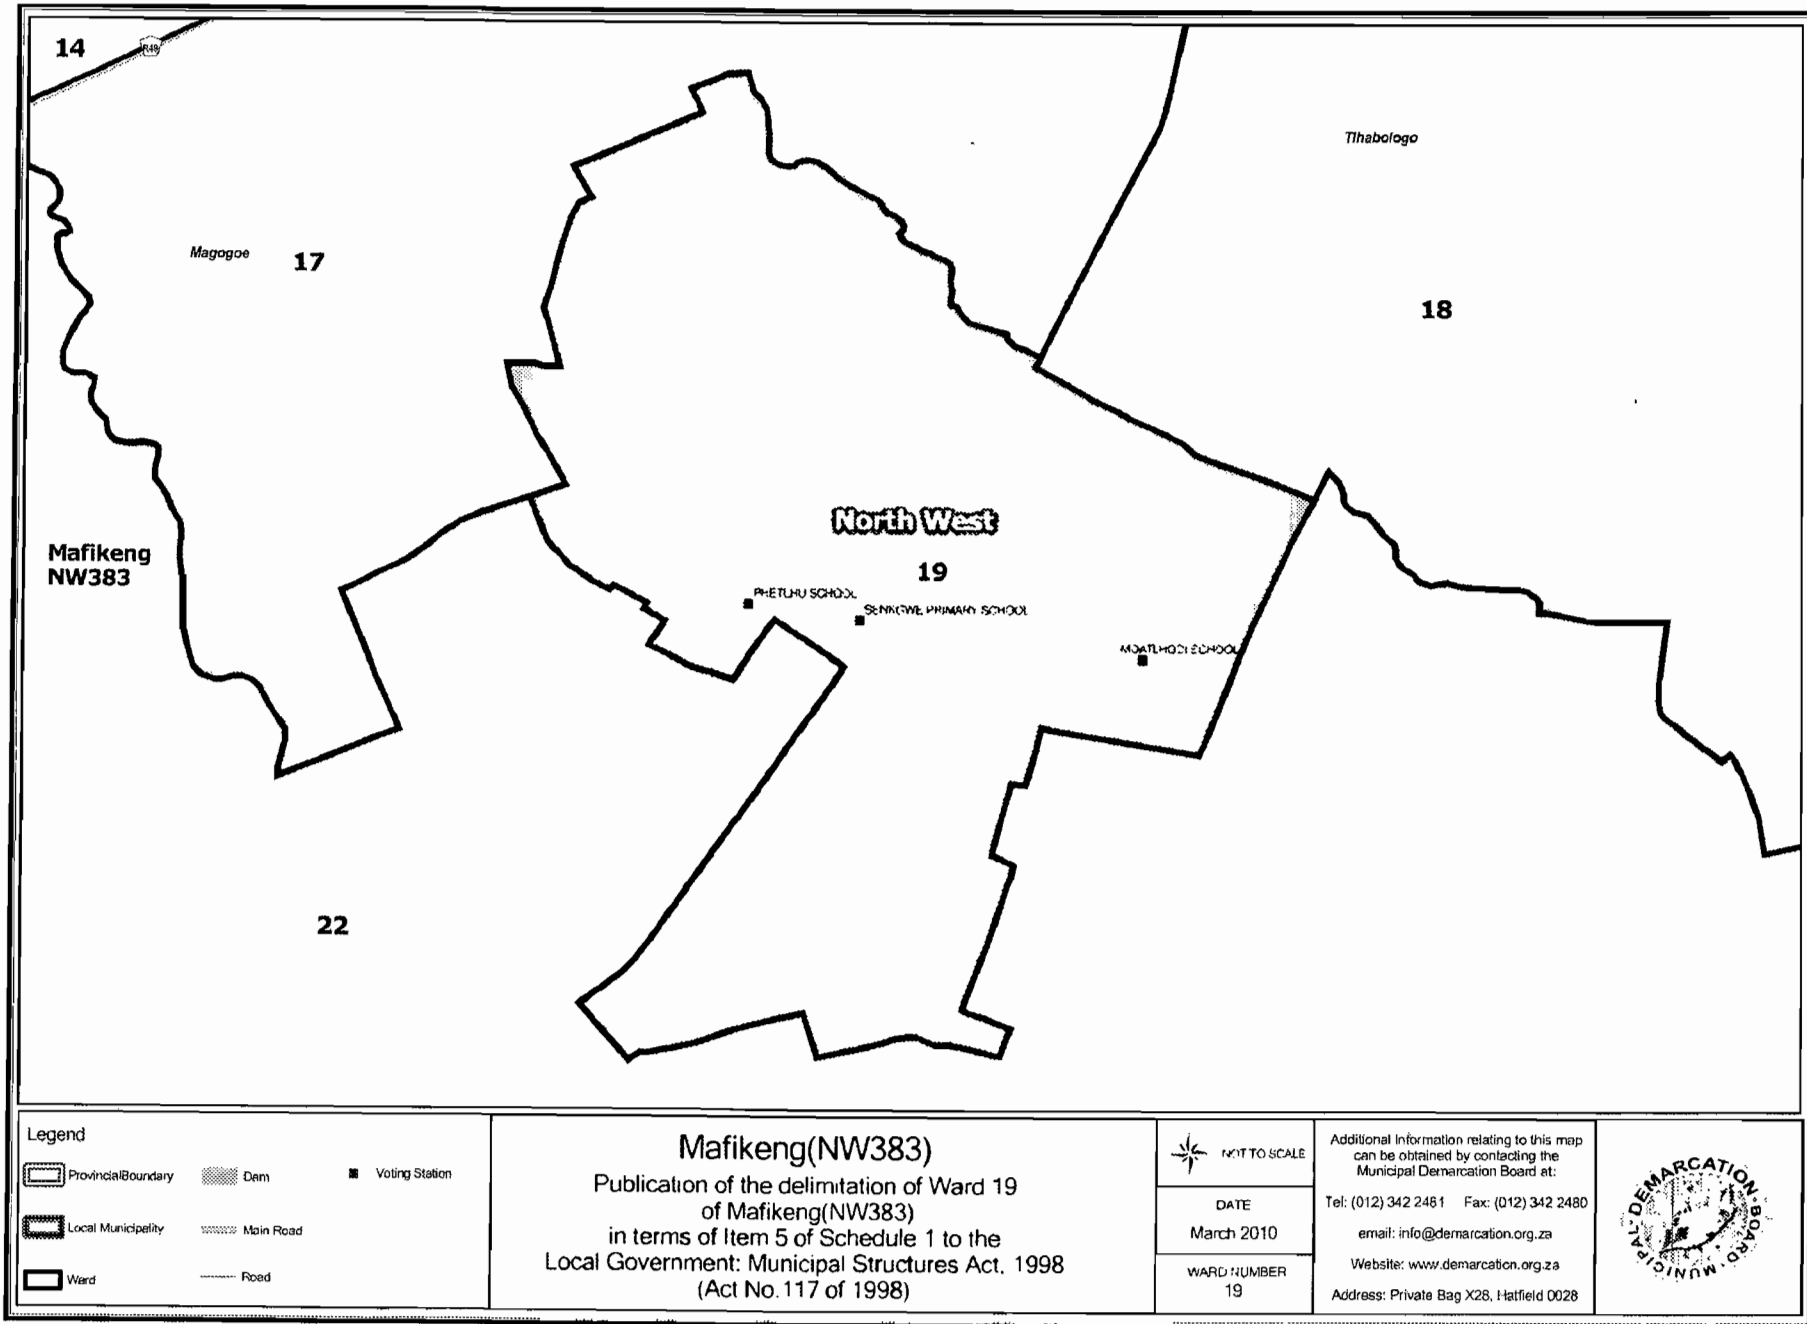 14
R49
Tlhabologo
Magogoe
17
18
North West
19
Mafikeng
NW383
PHETLHU SCHOOL
SENKGWE PRIMARY SCHOOL
MOATLHODI SCHOOL
22
Legend
Provincial Boundary
Dam
Voting Station
Local Municipality
Main Road
Ward
Road
Mafikeng(NW383)
Publication of the delimitation of Ward 19
of Mafikeng(NW383)
in terms of Item 5 of Schedule 1 to the
Local Government: Municipal Structures Act, 1998
(Act No.117 of 1998)
NOT TO SCALE
DATE
March 2010
WARD NUMBER
19
Additional Information relating to this map
can be obtained by contacting the
Municipal Demarcation Board at:
Tel: (012) 342 2481 Fax: (012) 342 2480
email: info@demarcation.org.za
Website: www.demarcation.org.za
Address: Private Bag X28, Hatfield 0028
MUNICIPAL DEMARCATION BOARD